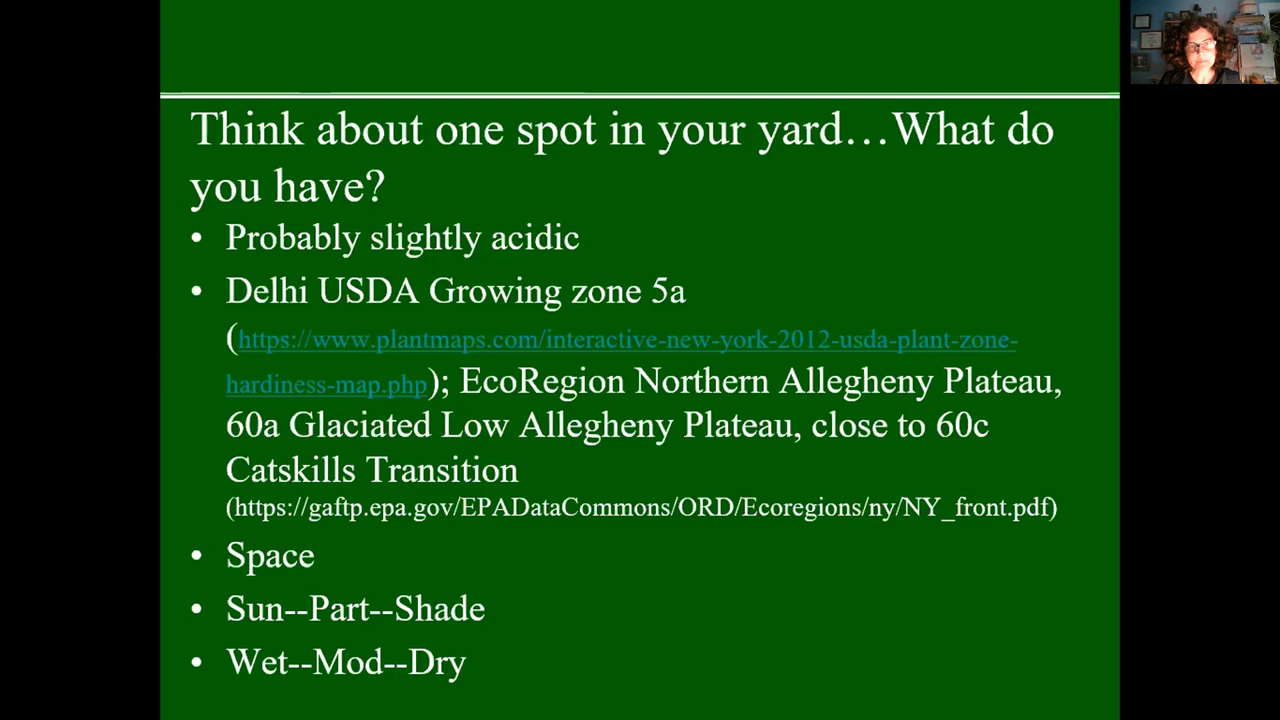 Think about one spot in your yard…What do
you have?
• Probably slightly acidic
• Delhi USDA Growing zone 5a
(https://www.plantmaps.com/interactive-new-york-2012-usda-plant-zone-
hardiness-map.php); EcoRegion Northern Allegheny Plateau,
60a Glaciated Low Allegheny Plateau, close to 60c
Catskills Transition
(https://gaftp.epa.gov/EPADataCommons/ORD/Ecoregions/ny/NY_front.pdf)
• Space
• Sun--Part--Shade
• Wet--Mod--Dry